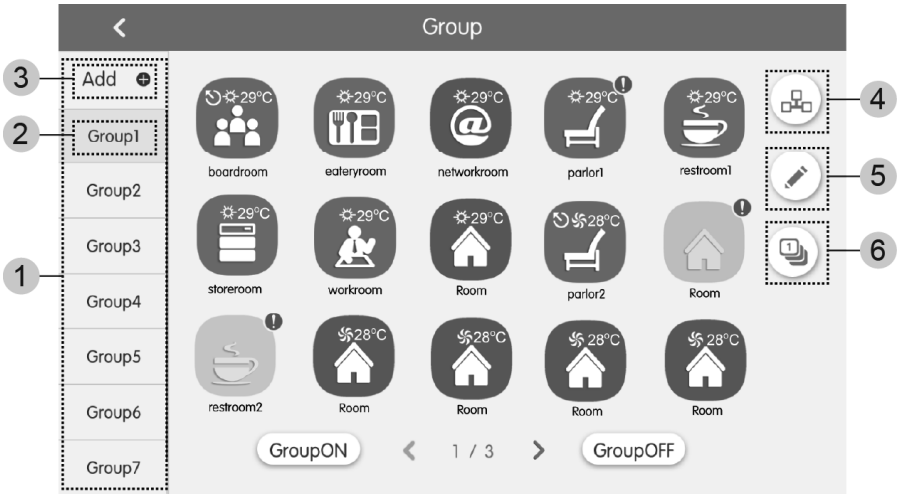 Group
3
Add
2
Group1
Group2
Group3
1
Group4
Group5
Group6
Group7
29°C 29°C 29°C 29°C 29°C
boardroom eateryroom networkroom parlor1 restroom1
29°C 29°C 29°C 28°C
storeroom workroom Room parlor2 Room
28°C 28°C 28°C 28°C
restroom2 Room Room Room Room
GroupON 1 / 3 GroupOFF
4
5
1
6